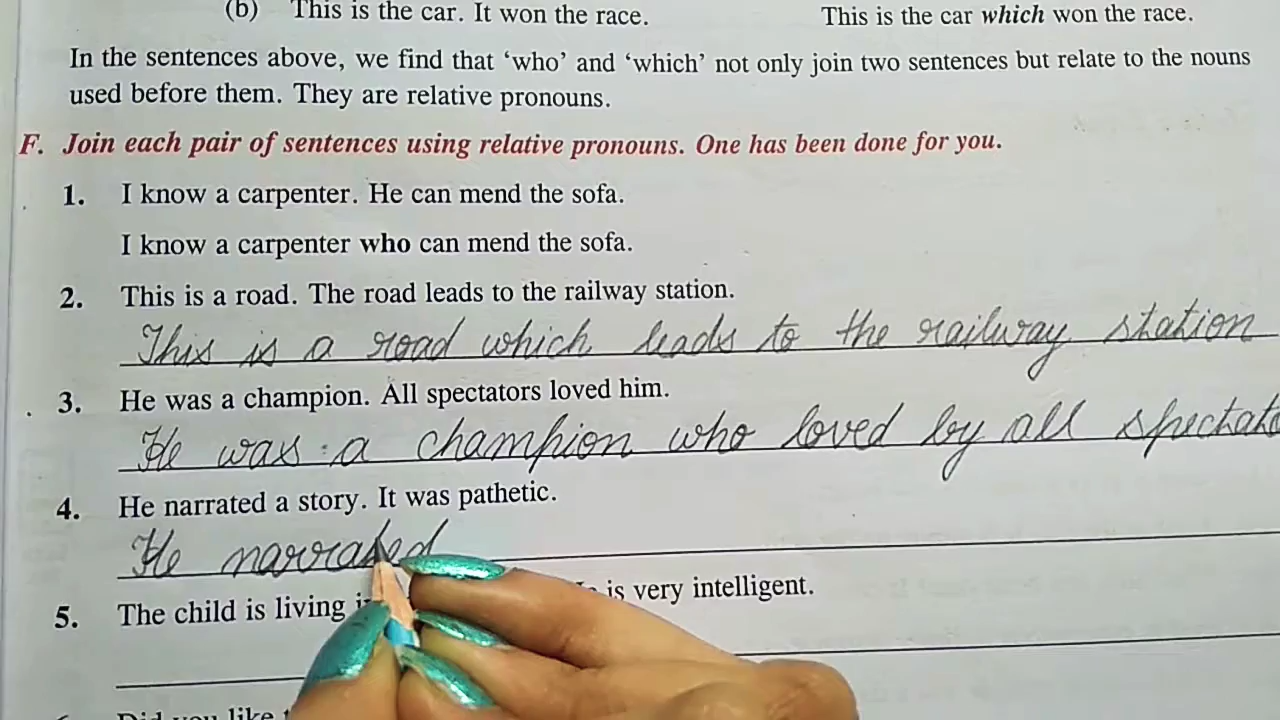 (b) This is the car. It won the race. This is the car which won the race.
In the sentences above, we find that ‘who’ and ‘which’ not only join two sentences but relate to the nouns
used before them. They are relative pronouns.
F. Join each pair of sentences using relative pronouns. One has been done for you.
1. I know a carpenter. He can mend the sofa.
I know a carpenter who can mend the sofa.
2. This is a road. The road leads to the railway station.
This is a road which leads to the railway station
3. He was a champion. All spectators loved him.
He was a champion who loved by all spectato
4. He narrated a story. It was pathetic.
He narrated
5. The child is living is very intelligent.
Did you like